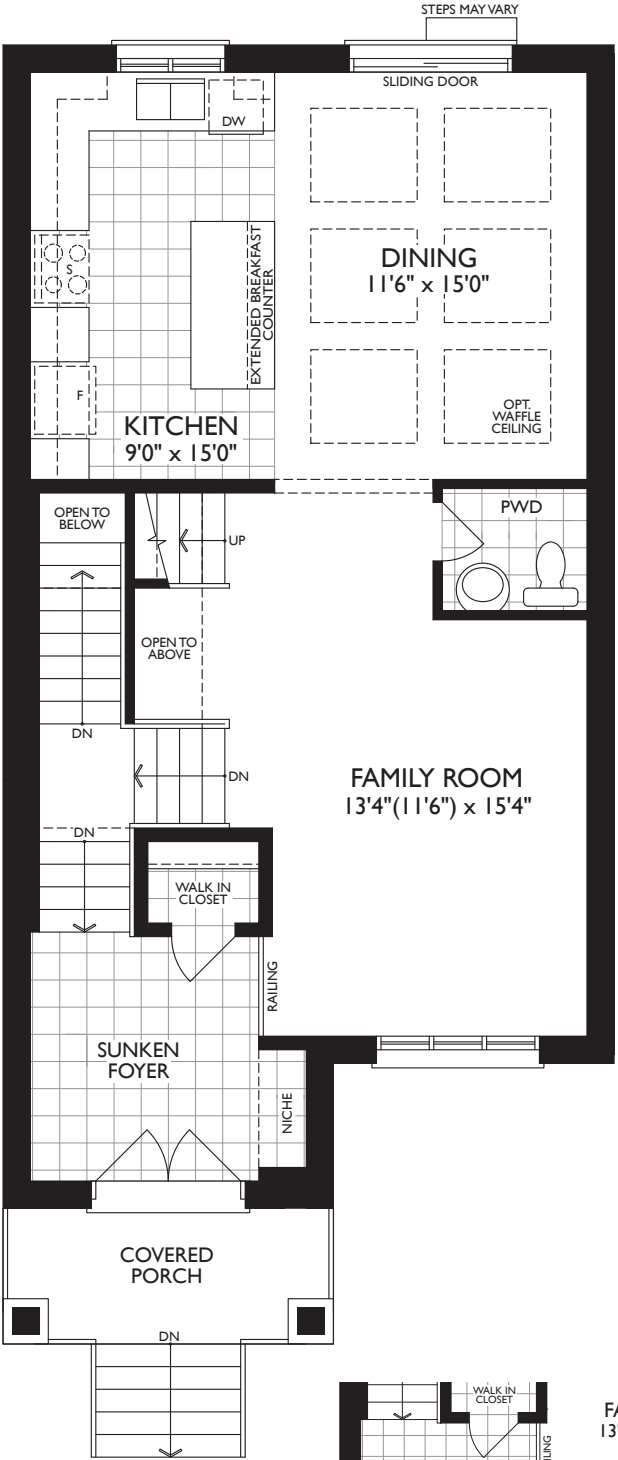 STEPS MAY VARY
SLIDING DOOR
DW
S
EXTENDED BREAKFAST
COUNTER
DINING
11'6" x 15'0"
F
OPT.
WAFFLE
CEILING
KITCHEN
9'0" x 15'0"
OPEN TO
BELOW
UP
PWD
OPEN TO
ABOVE
DN
DN
FAMILY ROOM
13'4"(11'6") x 15'4"
DN
WALK IN
CLOSET
RAILING
SUNKEN
FOYER
NICHE
COVERED
PORCH
DN
WALK IN
CLOSET